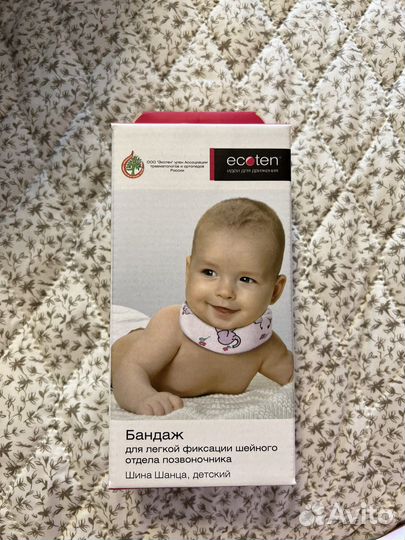 ООО "Экотен" член Ассоциации
травматологов и ортопедов
России
ecoten
идеи для движения
Бандаж
для легкой фиксации шейного
отдела позвоночника
Шина Шанца, детский
Avito